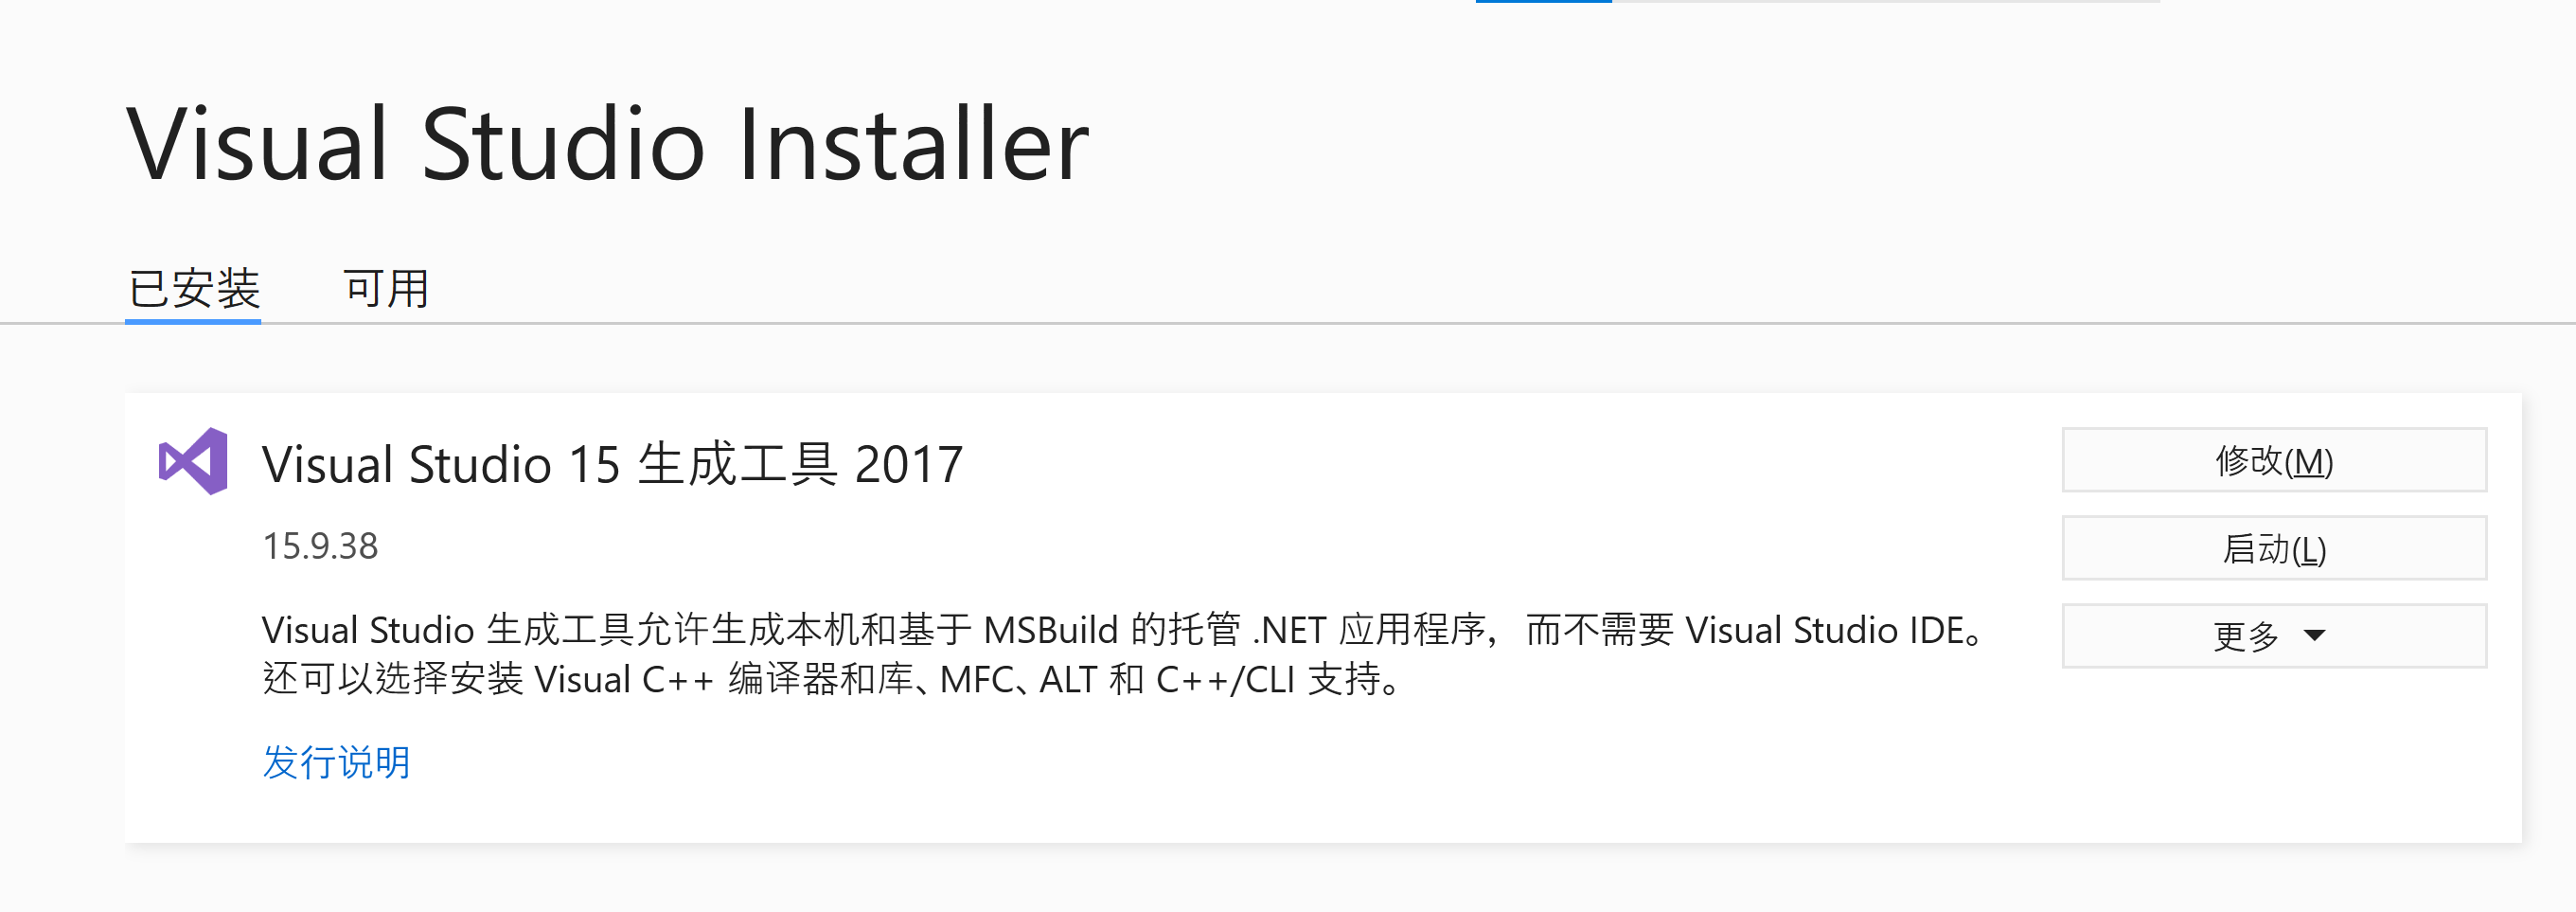 Visual Studio Installer
已安装 可用
Visual Studio 15 生成工具 2017
修改(M)
15.9.38
启动(L)
Visual Studio 生成工具允许生成本机和基于 MSBuild 的托管 .NET 应用程序，而不需要 Visual Studio IDE。
还可以选择安装 Visual C++ 编译器和库、MFC、ALT 和 C++/CLI 支持。
更多
发行说明